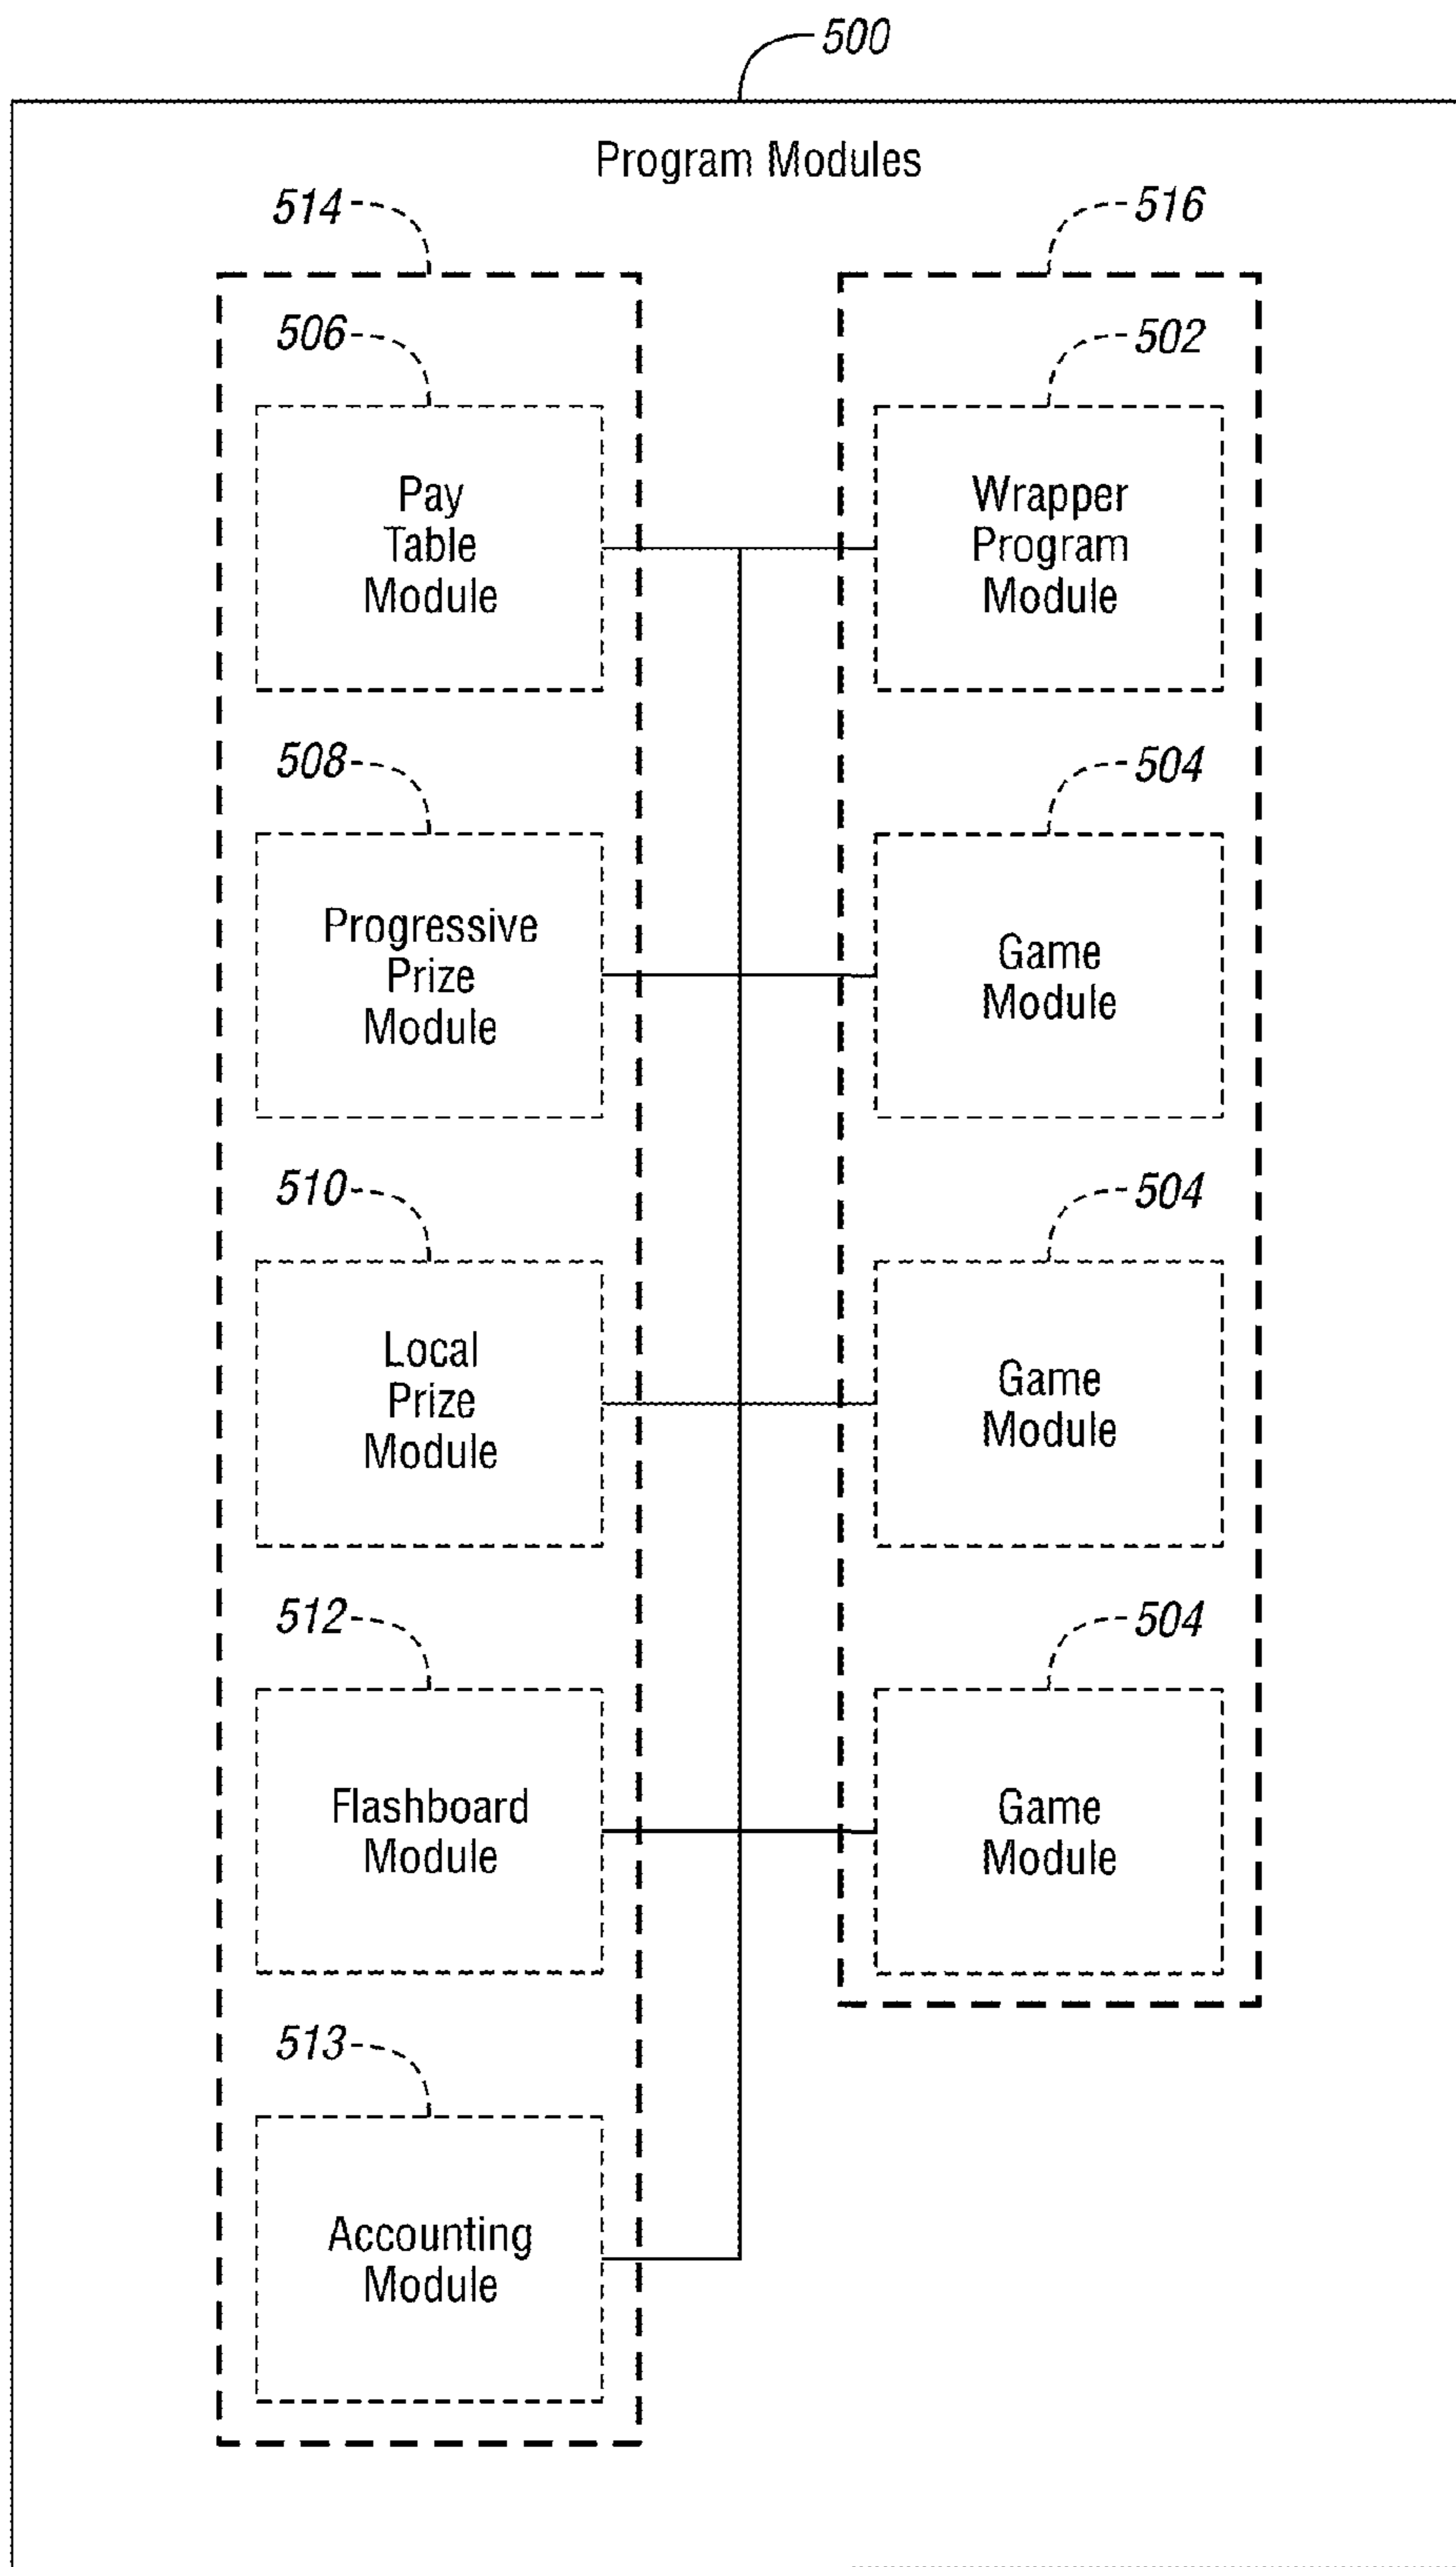 500
Program Modules
514
516
506
502
Pay
Table
Module
Wrapper
Program
Module
508
504
Progressive
Prize
Module
Game
Module
510
504
Local
Prize
Module
Game
Module
512
504
Flashboard
Module
Game
Module
513
Accounting
Module